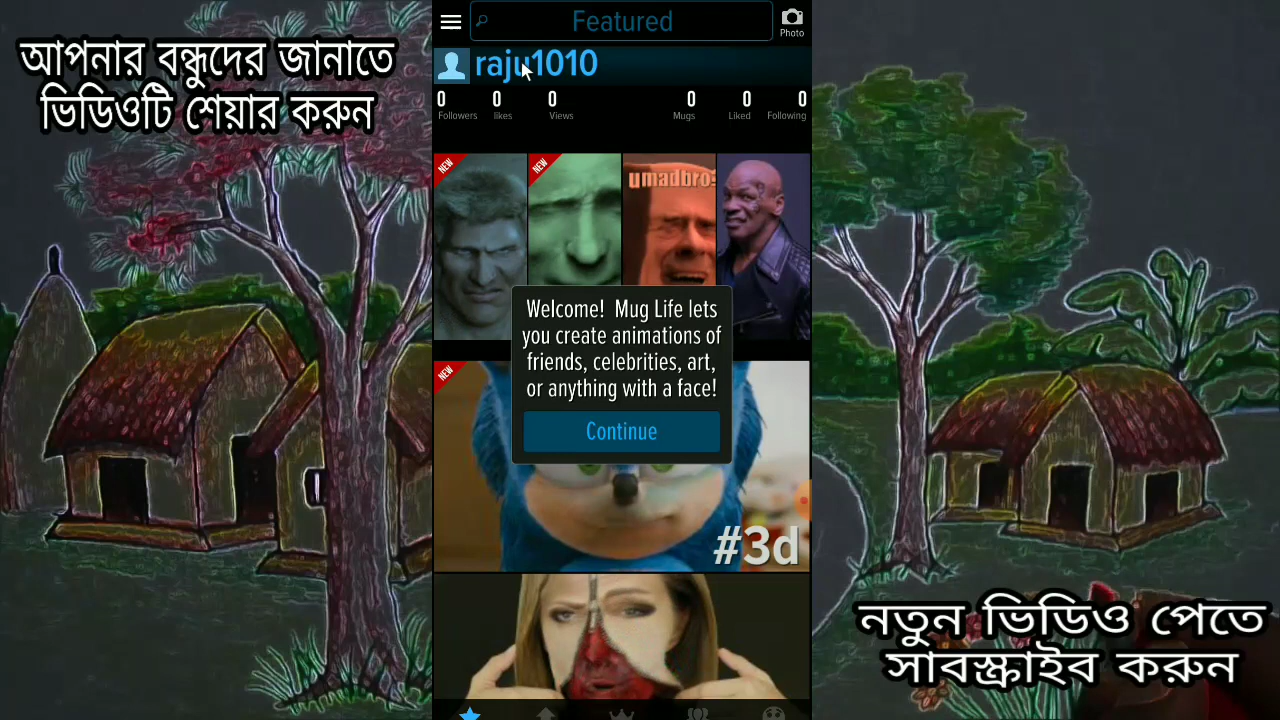 আপনার বন্ধুদের জানাতে
ভিডিওটি শেয়ার করুন
Featured
Photo
raju1010
0 0 0 0 0 0
Followers likes Views Mugs Liked Following
NEW NEW
umadbro
Welcome! Mug Life lets
you create animations of
friends, celebrities, art,
or anything with a face!
NEW
Continue
#3d
নতুন ভিডিও পেতে
সাবস্ক্রাইব করুন